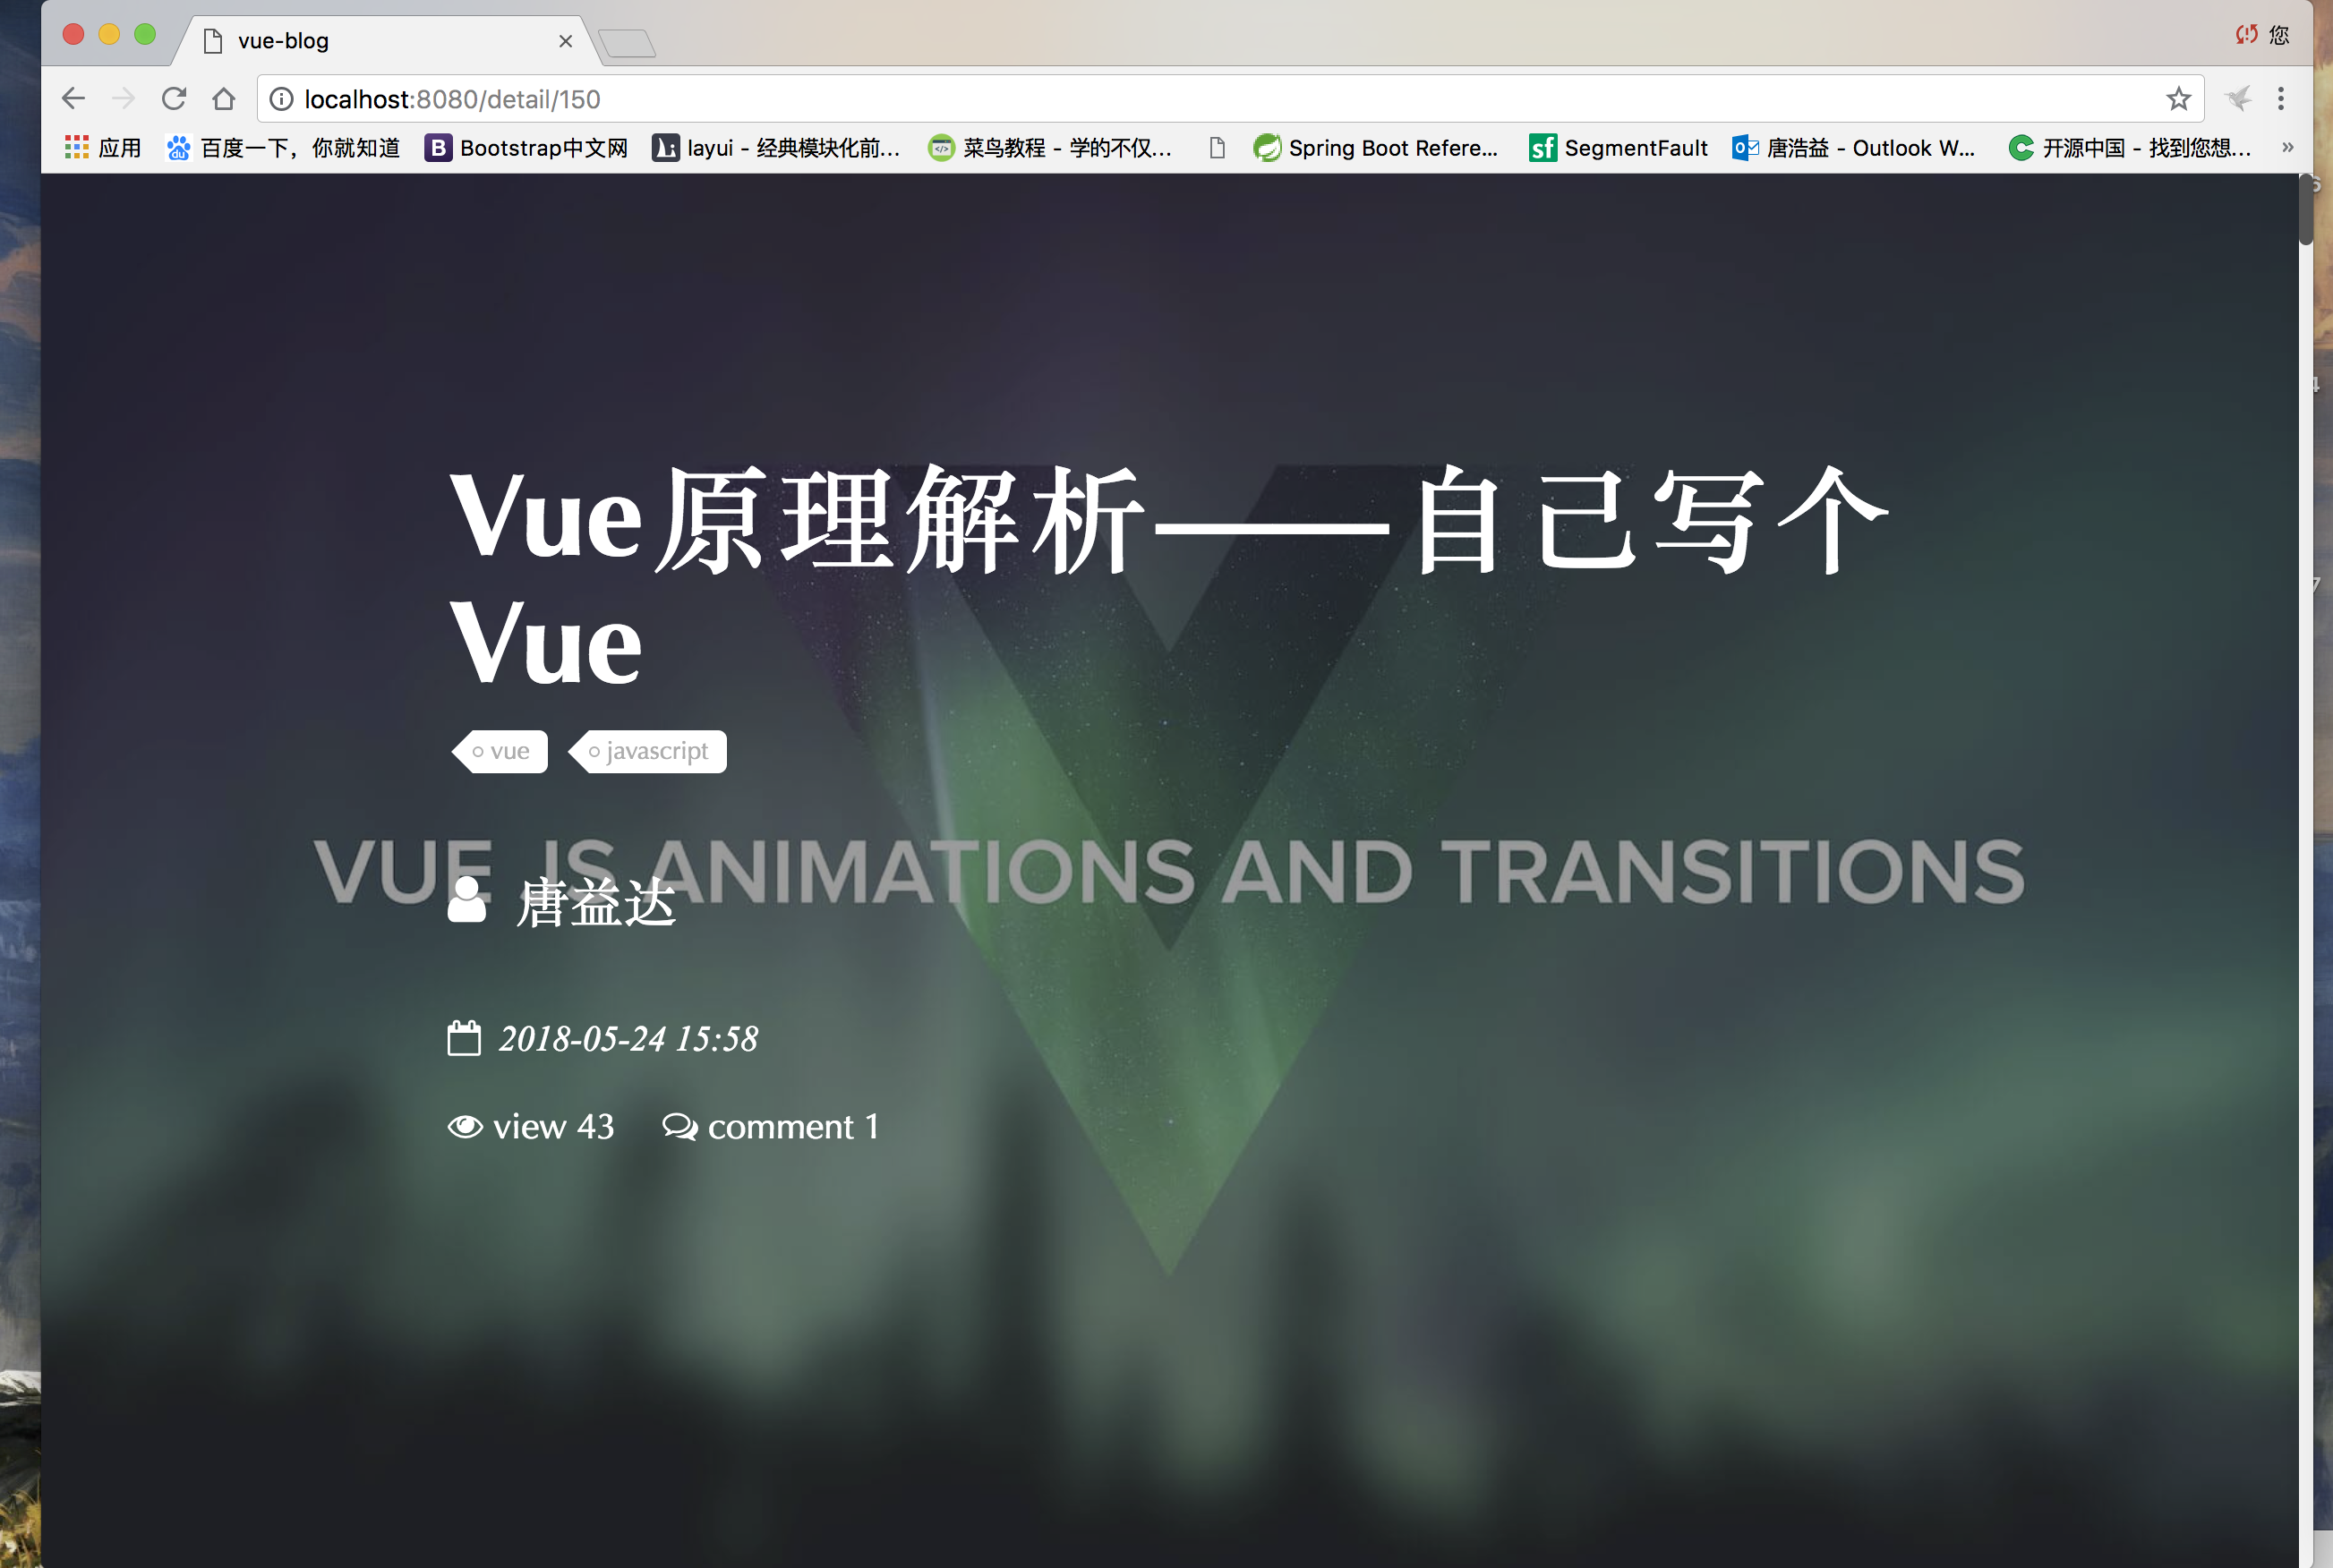 vue-blog
您
localhost:8080/detail/150
应用 百度一下，你就知道 Bootstrap中文网 layui - 经典模块化前... 菜鸟教程 - 学的不仅... Spring Boot Refere... SegmentFault 唐浩益 - Outlook W... 开源中国 - 找到您想... »
Vue原理解析——自己写个
Vue
vue javascript
VUE JS ANIMATIONS AND TRANSITIONS
唐益达
2018-05-24 15:58
view 43 comment 1